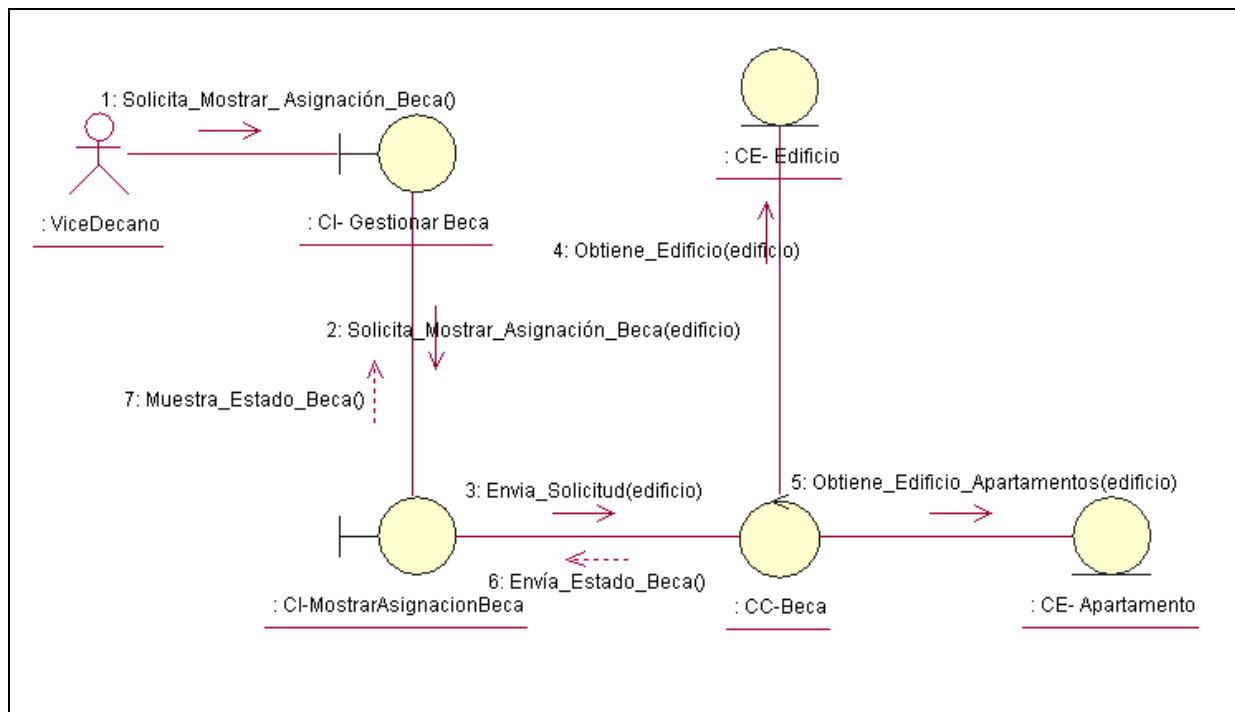 1: Solicita_Mostrar_ Asignación_Beca()
: CE- Edificio
: ViceDecano
: CI- Gestionar Beca
4: Obtiene_Edificio(edificio)
2: Solicita_Mostrar_Asignación_Beca(edificio)
7: Muestra_Estado_Beca()
3: Envia_Solicitud(edificio)
5: Obtiene_Edificio_Apartamentos(edificio)
6: Envía_Estado_Beca()
: CI-MostrarAsignacionBeca
: CC-Beca
: CE- Apartamento